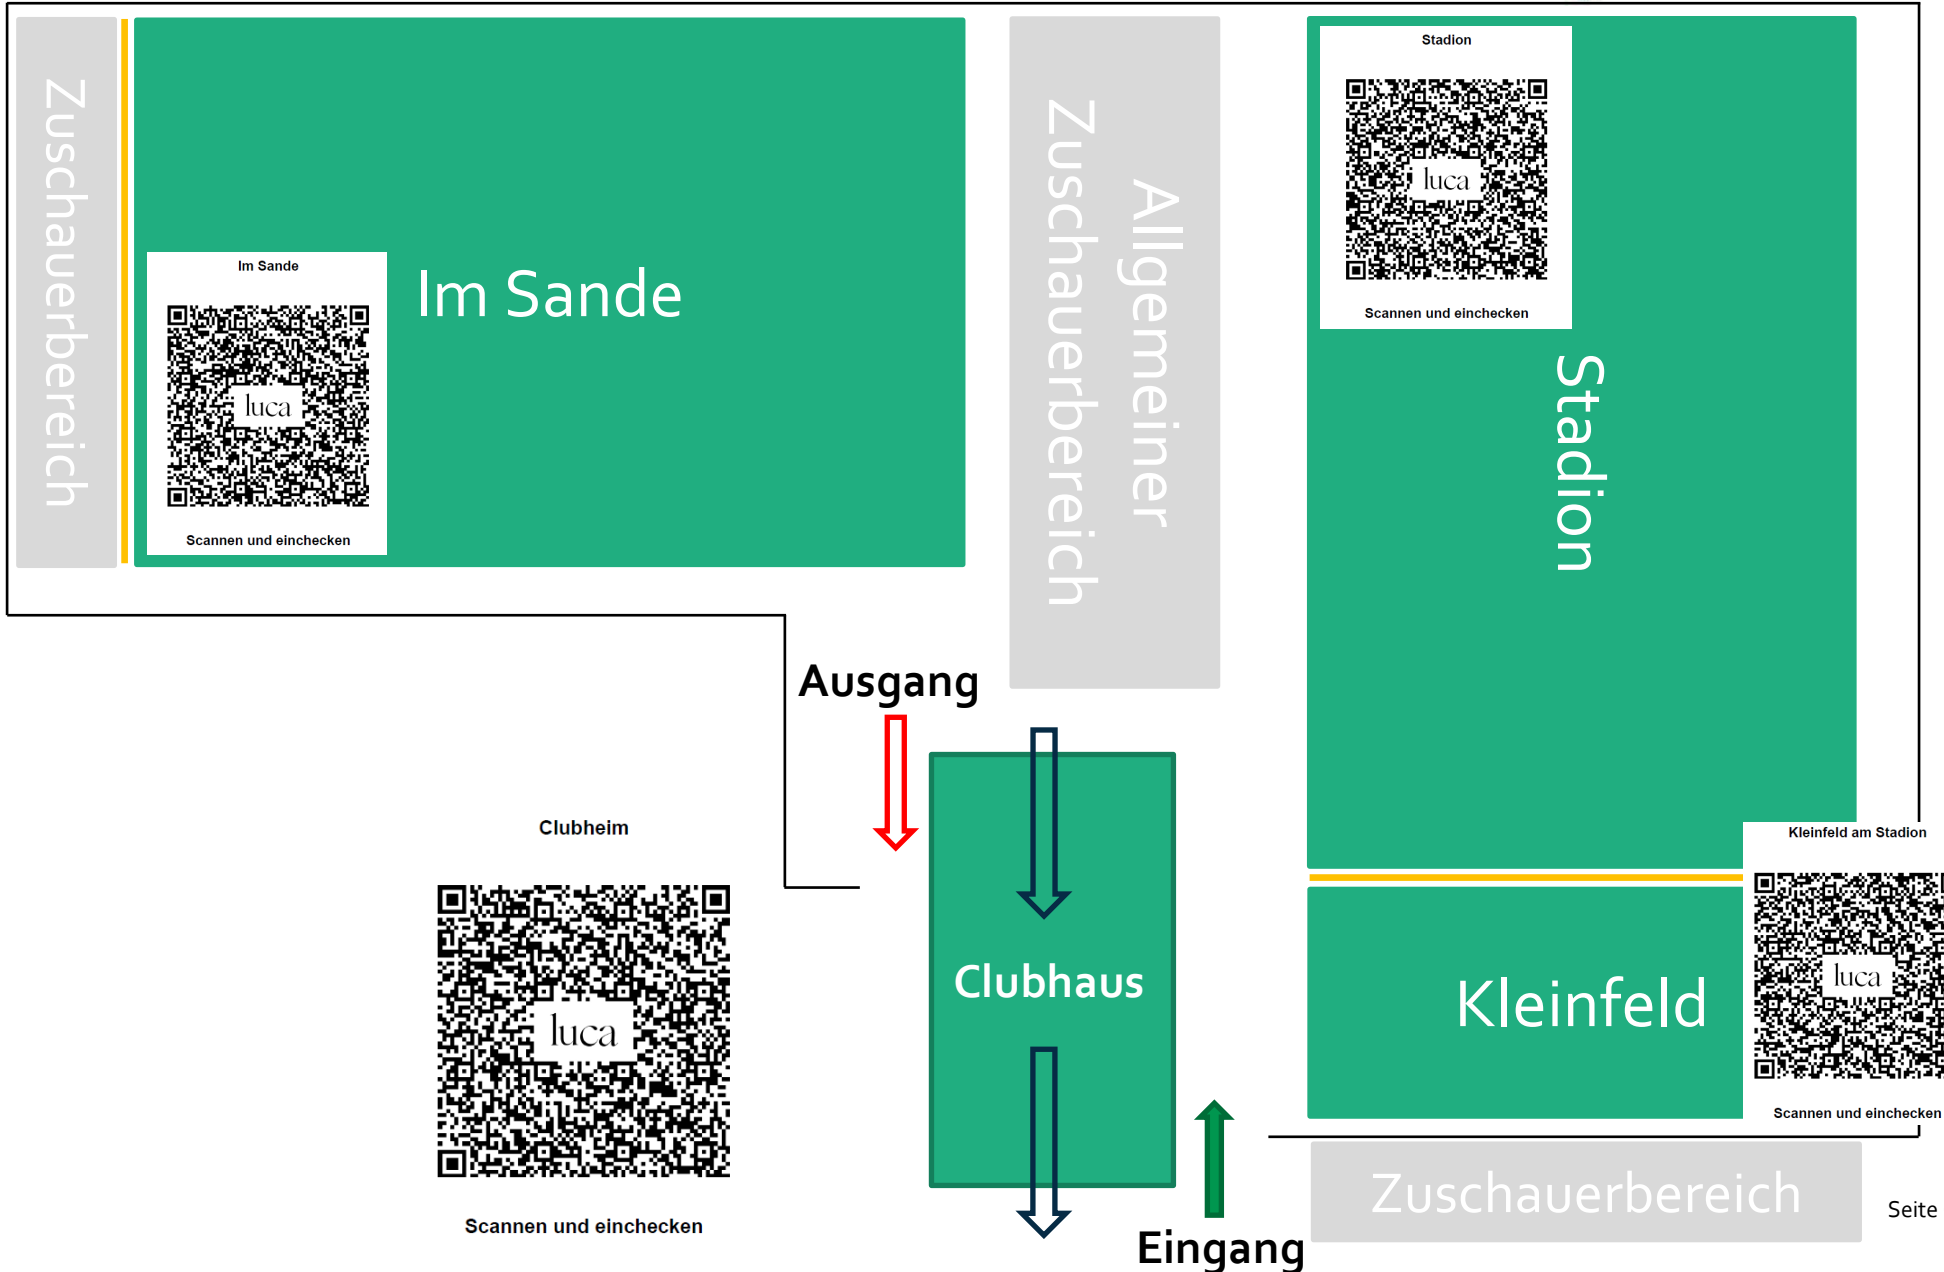 Zuschauerbereich
Im Sande
luca
Scannen und einchecken
Im Sande
Allgemeiner
Zuschauerbereich
Stadion
luca
Scannen und einchecken
Stadion
Ausgang
Clubheim
luca
Scannen und einchecken
Clubhaus
Eingang
Kleinfeld am Stadion
luca
Scannen und einchecken
Kleinfeld
Zuschauerbereich
Seite